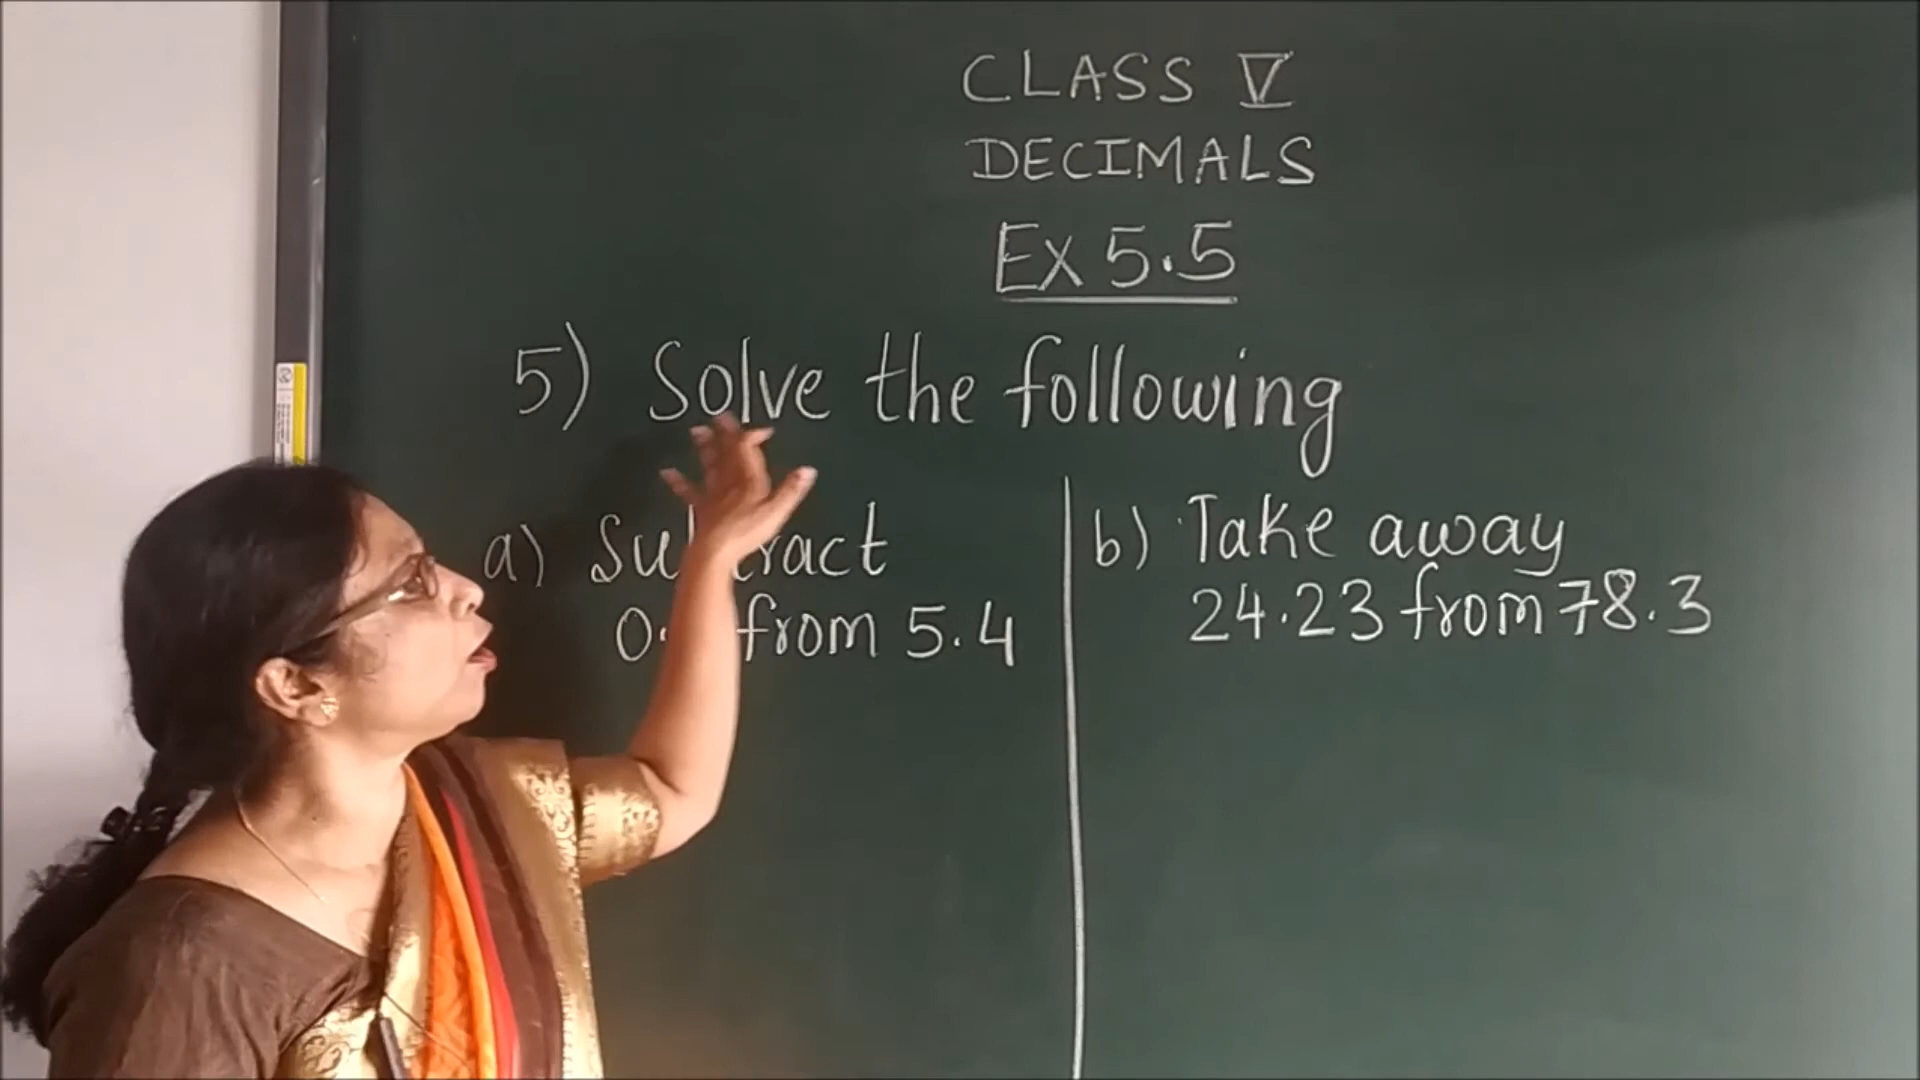 CLASS V
DECIMALS
Ex 5.5
5) Solve the following
a)
0. from 5.4
b) Take away
24.23 from 78.3